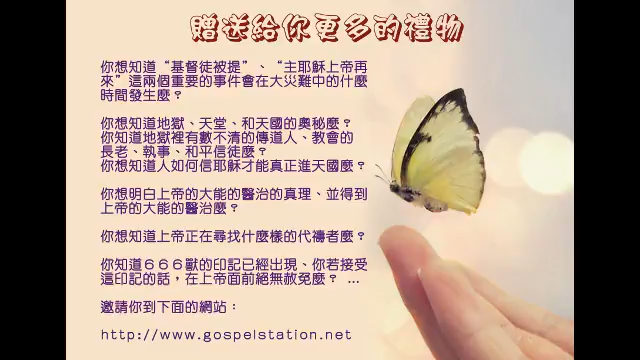 贈送給你更多的禮物
你想知道“基督徒被提”、“主耶穌上帝再
來”這兩個重要的事件會在大災難中的什麼
時間發生麼？
你想知道地獄、天堂、和天國的奧秘麼？
你知道地獄裡有數不清的傳道人、教會的
長老、執事、和平信徒麼？
你想知道人如何信耶穌才能真正進天國麼？
你想明白上帝的大能的醫治的真理、並得到
上帝的大能的醫治麼？
你想知道上帝正在尋找什麼樣的代禱者麼？
你知道６６６獸的印記已經出現、你若接受
這印記的話，在上帝面前絕無赦免麼？ ...
邀請你到下面的網站：
http://www.gospelstation.net